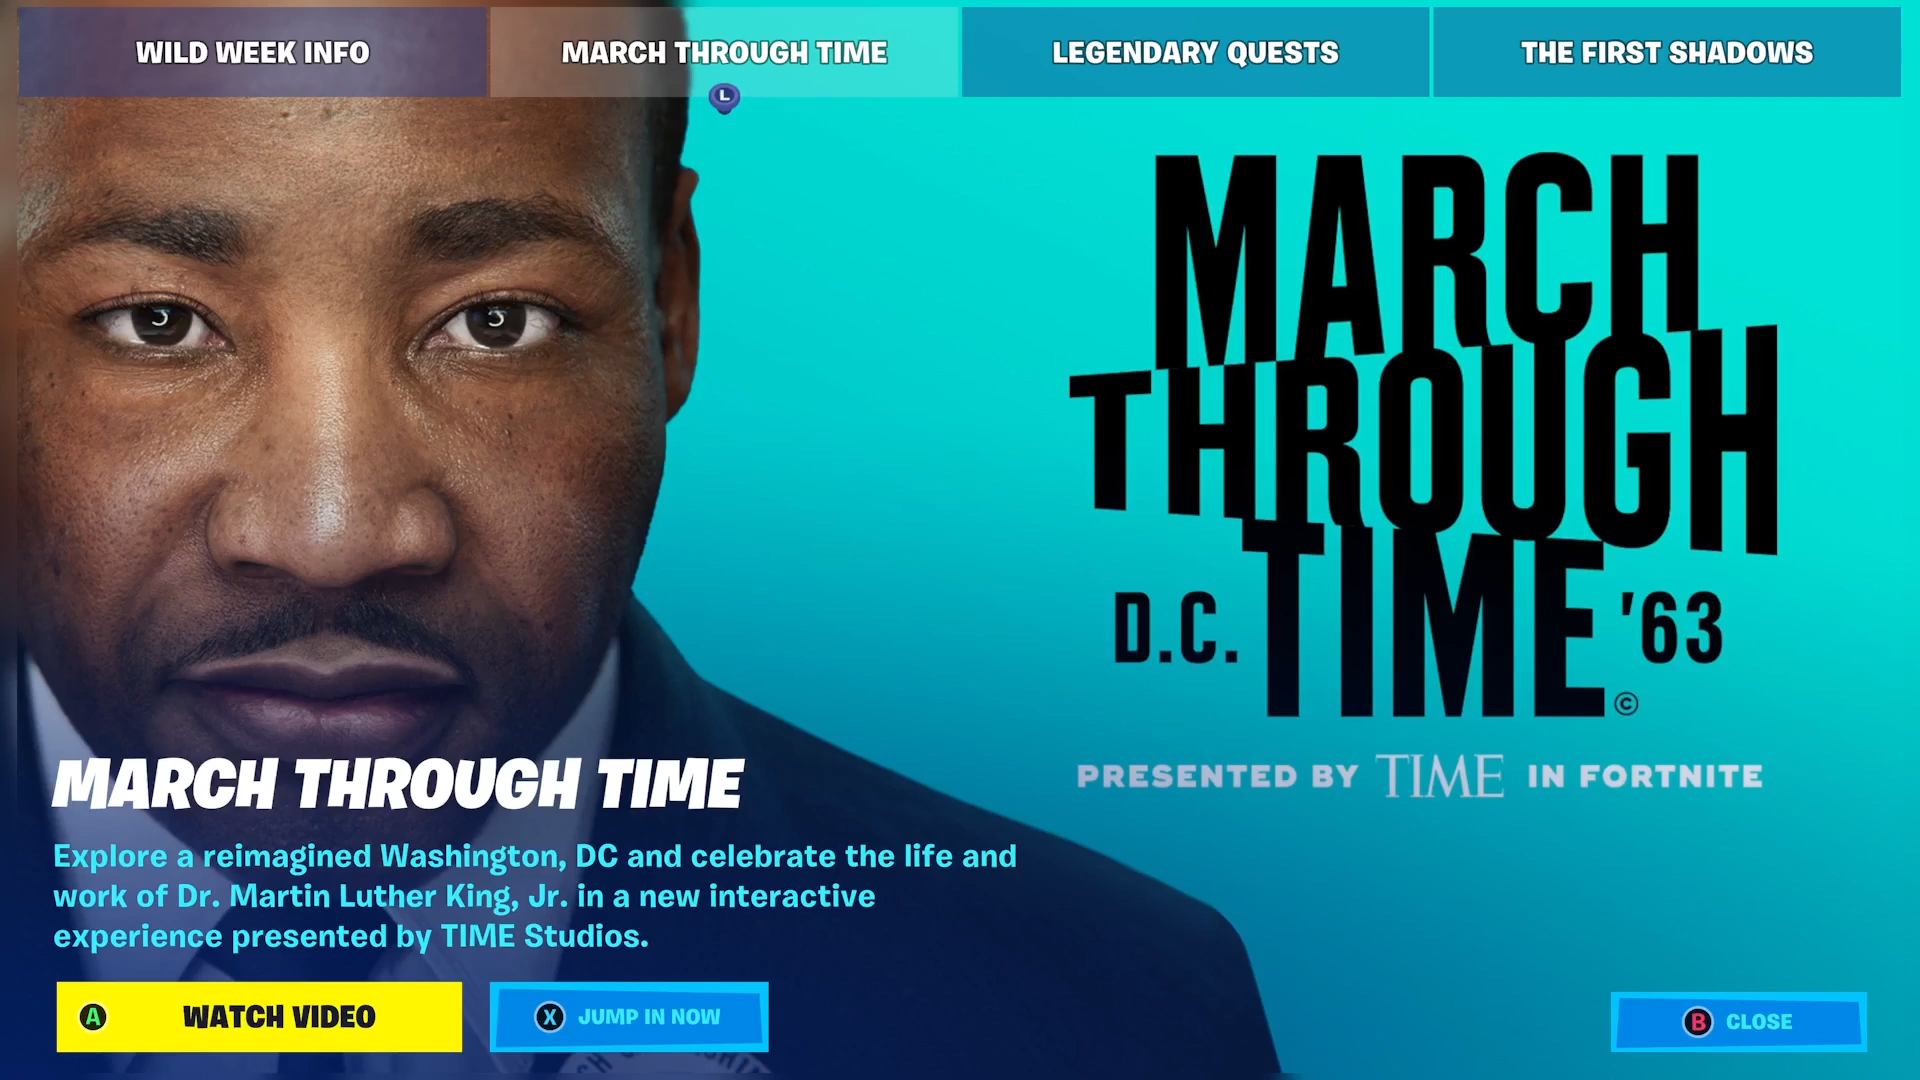 WILD WEEK INFO
MARCH THROUGH TIME
LEGENDARY QUESTS
THE FIRST SHADOWS
L
MARCH
THROUGH
TIME
D.C. '63
©
PRESENTED BY TIME IN FORTNITE
MARCH THROUGH TIME
Explore a reimagined Washington, DC and celebrate the life and
work of Dr. Martin Luther King, Jr. in a new interactive
experience presented by TIME Studios.
A WATCH VIDEO
X JUMP IN NOW
B CLOSE